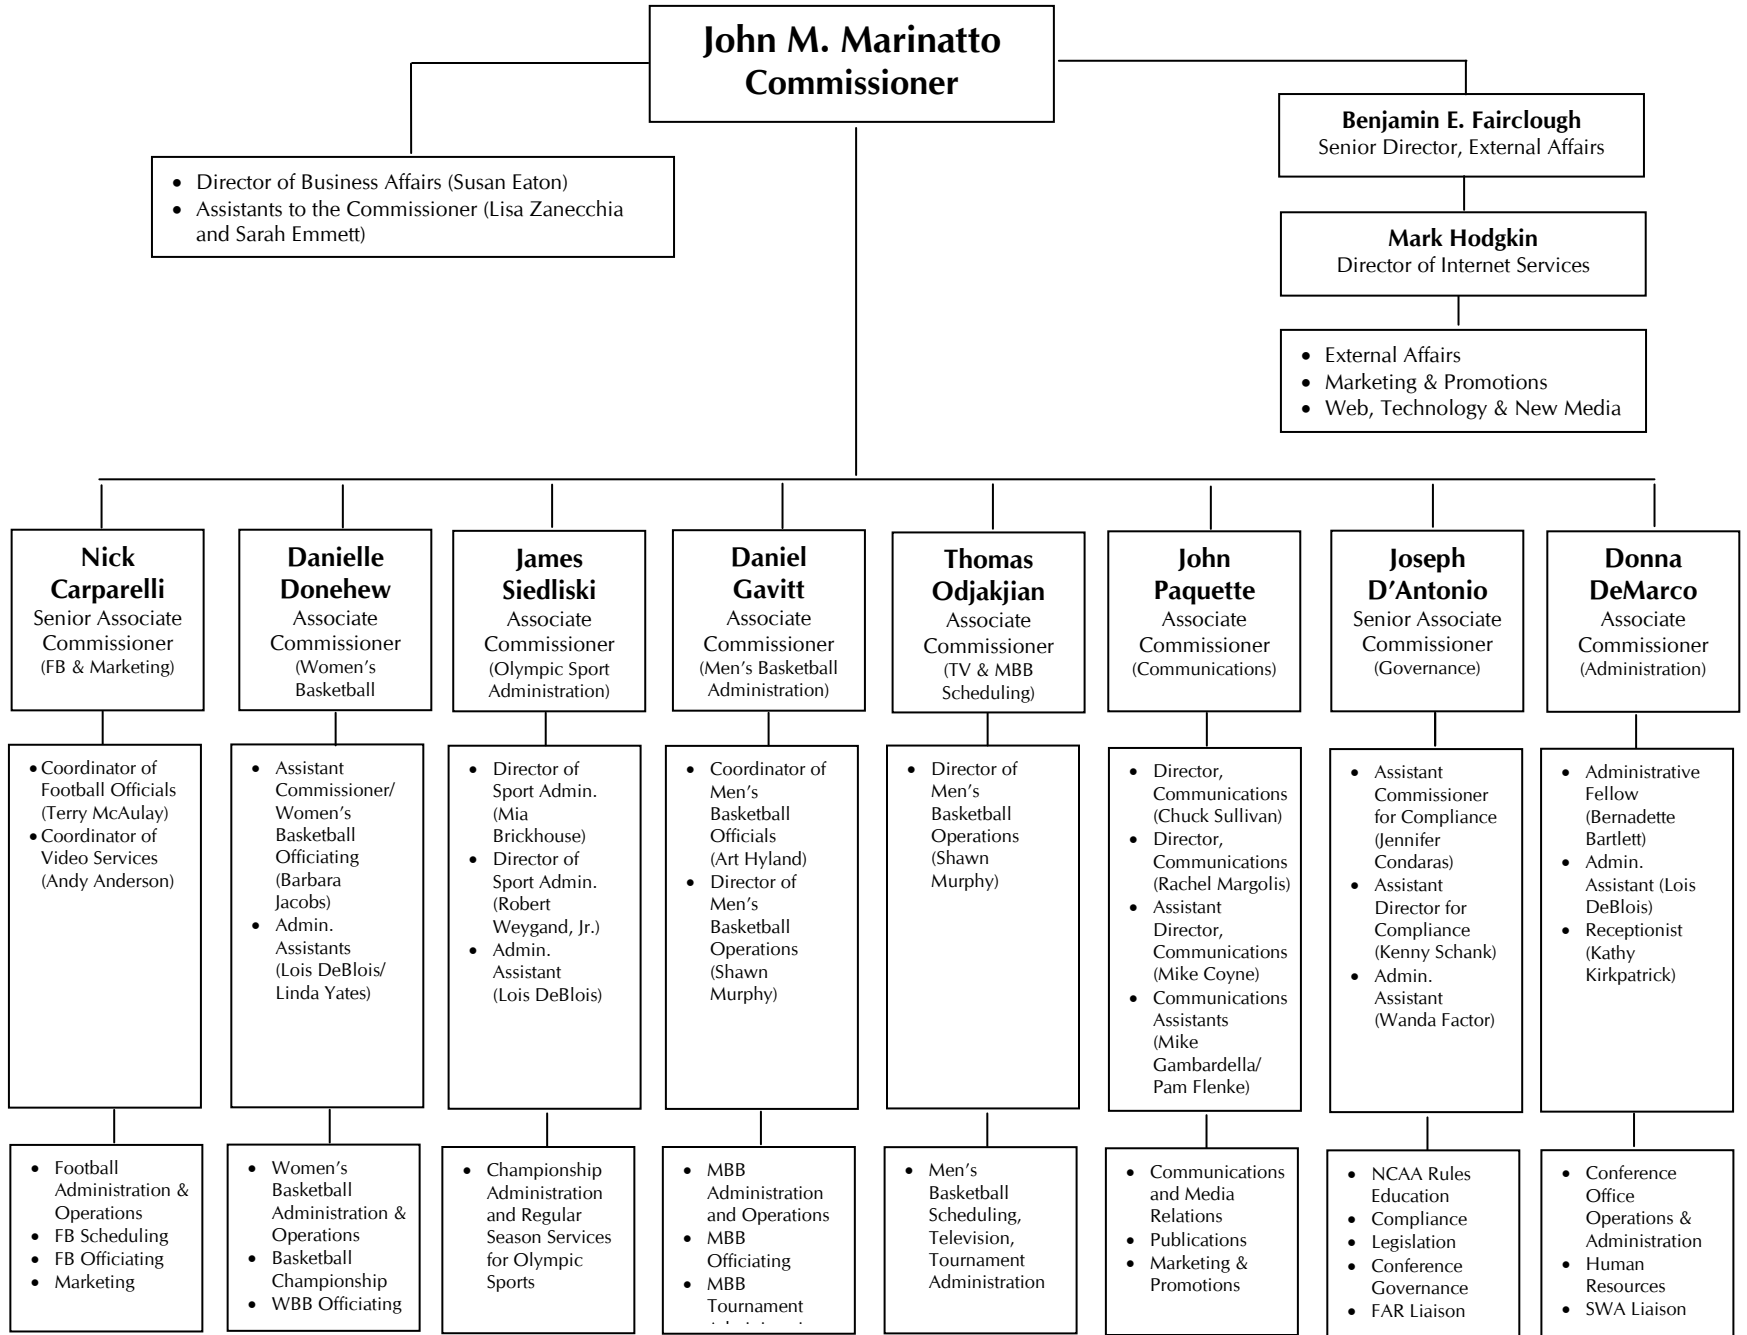 John M. Marinatto
Commissioner
• Director of Business Affairs (Susan Eaton)
• Assistants to the Commissioner (Lisa Zanecchia
and Sarah Emmett)
Benjamin E. Fairclough
Senior Director, External Affairs
Mark Hodgkin
Director of Internet Services
• External Affairs
• Marketing & Promotions
• Web, Technology & New Media
Nick
Carparelli
Senior Associate
Commissioner
(FB & Marketing)
Danielle
Donehew
Associate
Commissioner
(Women's
Basketball
James
Siedliski
Associate
Commissioner
(Olympic Sport
Administration)
Daniel
Gavitt
Associate
Commissioner
(Men's Basketball
Administration)
Thomas
Odjakjian
Associate
Commissioner
(TV & MBB
Scheduling)
John
Paquette
Associate
Commissioner
(Communications)
Joseph
D'Antonio
Senior Associate
Commissioner
(Governance)
Donna
DeMarco
Associate
Commissioner
(Administration)
• Coordinator of
Football Officials
(Terry McAulay)
• Coordinator of
Video Services
(Andy Anderson)
• Assistant
Commissioner/
Women's
Basketball
Officiating
(Barbara
Jacobs)
• Admin.
Assistants
(Lois DeBlois/
Linda Yates)
• Director of
Sport Admin.
(Mia
Brickhouse)
• Director of
Sport Admin.
(Robert
Weygand, Jr.)
• Admin.
Assistant
(Lois DeBlois)
• Coordinator of
Men's
Basketball
Officials
(Art Hyland)
• Director of
Men's
Basketball
Operations
(Shawn
Murphy)
• Director of
Men's
Basketball
Operations
(Shawn
Murphy)
• Director,
Communications
(Chuck Sullivan)
• Director,
Communications
(Rachel Margolis)
• Assistant
Director,
Communications
(Mike Coyne)
• Communications
Assistants
(Mike
Gambardella/
Pam Flenke)
• Assistant
Commissioner
for Compliance
(Jennifer
Condaras)
• Assistant
Director for
Compliance
(Kenny Schank)
• Admin.
Assistant
(Wanda Factor)
• Administrative
Fellow
(Bernadette
Bartlett)
• Admin.
Assistant (Lois
DeBlois)
• Receptionist
(Kathy
Kirkpatrick)
• Football
Administration &
Operations
• FB Scheduling
• FB Officiating
• Marketing
• Women's
Basketball
Administration &
Operations
• Basketball
Championship
• WBB Officiating
• Championship
Administration
and Regular
Season Services
for Olympic
Sports
• MBB
Administration
and Operations
• MBB
Officiating
• MBB
Tournament
• Men's
Basketball
Scheduling,
Television,
Tournament
Administration
• Communications
and Media
Relations
• Publications
• Marketing &
Promotions
• NCAA Rules
Education
• Compliance
• Legislation
• Conference
Governance
• FAR Liaison
• Conference
Office
Operations &
Administration
• Human
Resources
• SWA Liaison